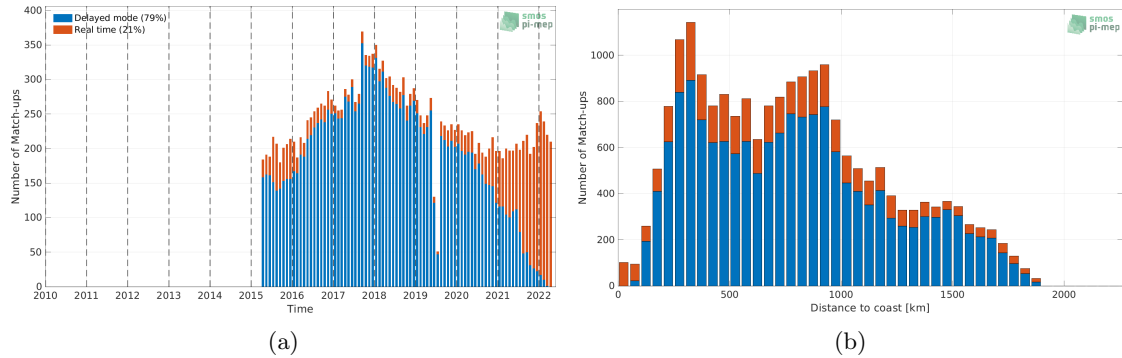 Delayed mode (79%)
Real time (21%)
smos
pi-mep
400
350
300
250
200
150
100
50
0
Number of Match-ups
2010 2011 2012 2013 2014 2015 2016 2017 2018 2019 2020 2021 2022
Time
(a)
smos
pi-mep
1000
800
600
400
200
0
Number of Match-ups
0 500 1000 1500 2000
Distance to coast [km]
(b)